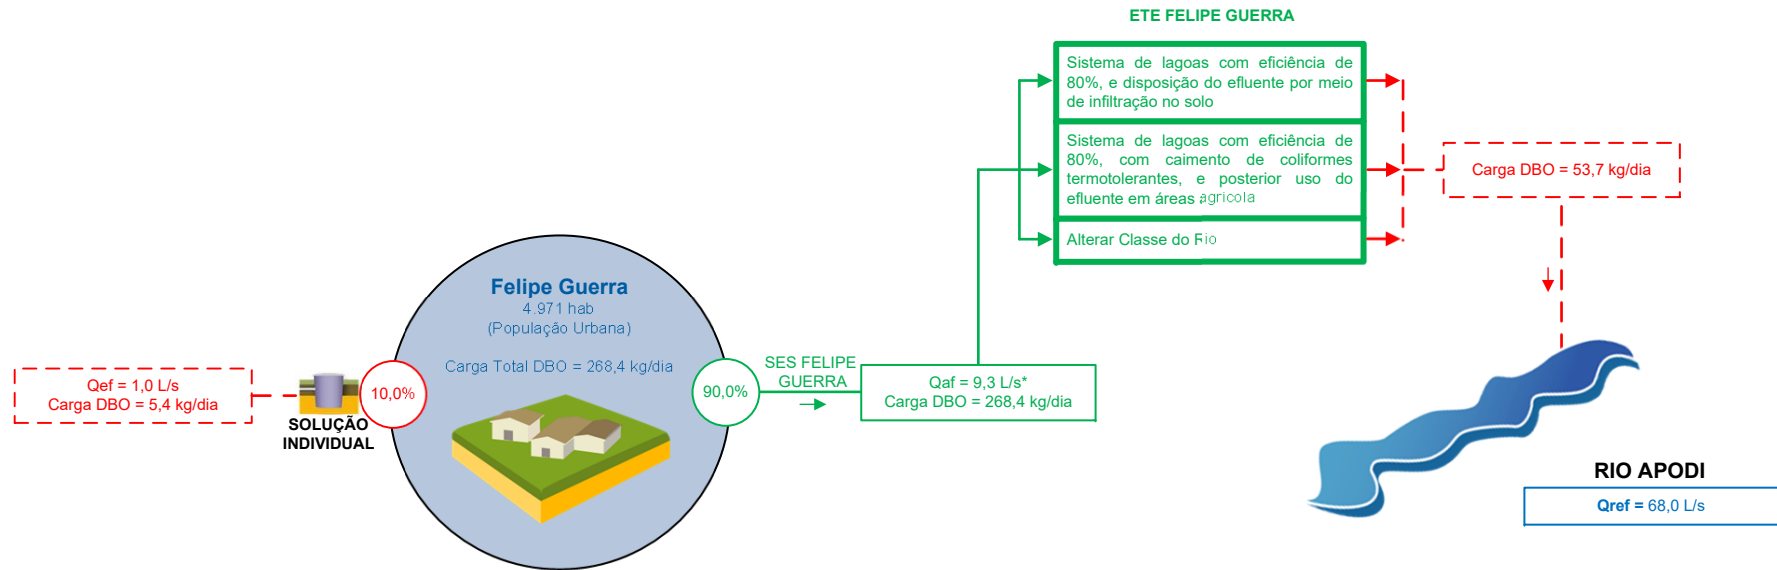 ETE FELIPE GUERRA
Sistema de lagoas com eficiência de
80%, e disposição do efluente por meio
de infiltração no solo
Sistema de lagoas com eficiência de
80%, com caimento de coliformes
termotolerantes, e posterior uso do
efluente em áreas agricola
Alterar Classe do Rio
Carga DBO = 53,7 kg/dia
Felipe Guerra
4.971 hab
(População Urbana)
Carga Total DBO = 268,4 kg/dia
Qef = 1,0 L/s
Carga DBO = 5,4 kg/dia
SOLUÇÃO
INDIVIDUAL
10,0%
90,0%
SES FELIPE
GUERRA
Qaf = 9,3 L/s*
Carga DBO = 268,4 kg/dia
RIO APODI
Qref = 68,0 L/s